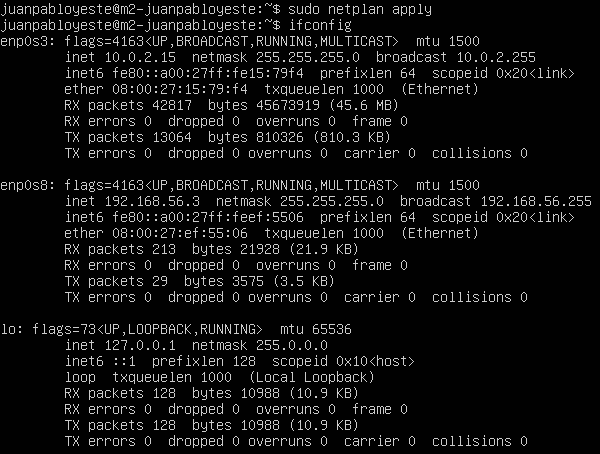 juanpabloyeste@m2-juanpabloyeste:~$ sudo netplan apply
juanpabloyeste@m2-juanpabloyeste:~$ ifconfig
enp0s3: flags=4163<UP,BROADCAST,RUNNING,MULTICAST>  mtu 1500
        inet 10.0.2.15  netmask 255.255.255.0  broadcast 10.0.2.255
        inet6 fe80::a00:27ff:fe15:79f4  prefixlen 64  scopeid 0x20<link>
        ether 08:00:27:15:79:f4  txqueuelen 1000  (Ethernet)
        RX packets 42817  bytes 45673919 (45.6 MB)
        RX errors 0  dropped 0  overruns 0  frame 0
        TX packets 13064  bytes 810326 (810.3 KB)
        TX errors 0  dropped 0 overruns 0  carrier 0  collisions 0

enp0s8: flags=4163<UP,BROADCAST,RUNNING,MULTICAST>  mtu 1500
        inet 192.168.56.3  netmask 255.255.255.0  broadcast 192.168.56.255
        inet6 fe80::a00:27ff:feef:5506  prefixlen 64  scopeid 0x20<link>
        ether 08:00:27:ef:55:06  txqueuelen 1000  (Ethernet)
        RX packets 213  bytes 21928 (21.9 KB)
        RX errors 0  dropped 0  overruns 0  frame 0
        TX packets 29  bytes 3575 (3.5 KB)
        TX errors 0  dropped 0 overruns 0  carrier 0  collisions 0

lo: flags=73<UP,LOOPBACK,RUNNING>  mtu 65536
        inet 127.0.0.1  netmask 255.0.0.0
        inet6 ::1  prefixlen 128  scopeid 0x10<host>
        loop  txqueuelen 1000  (Local Loopback)
        RX packets 128  bytes 10988 (10.9 KB)
        RX errors 0  dropped 0  overruns 0  frame 0
        TX packets 128  bytes 10988 (10.9 KB)
        TX errors 0  dropped 0 overruns 0  carrier 0  collisions 0